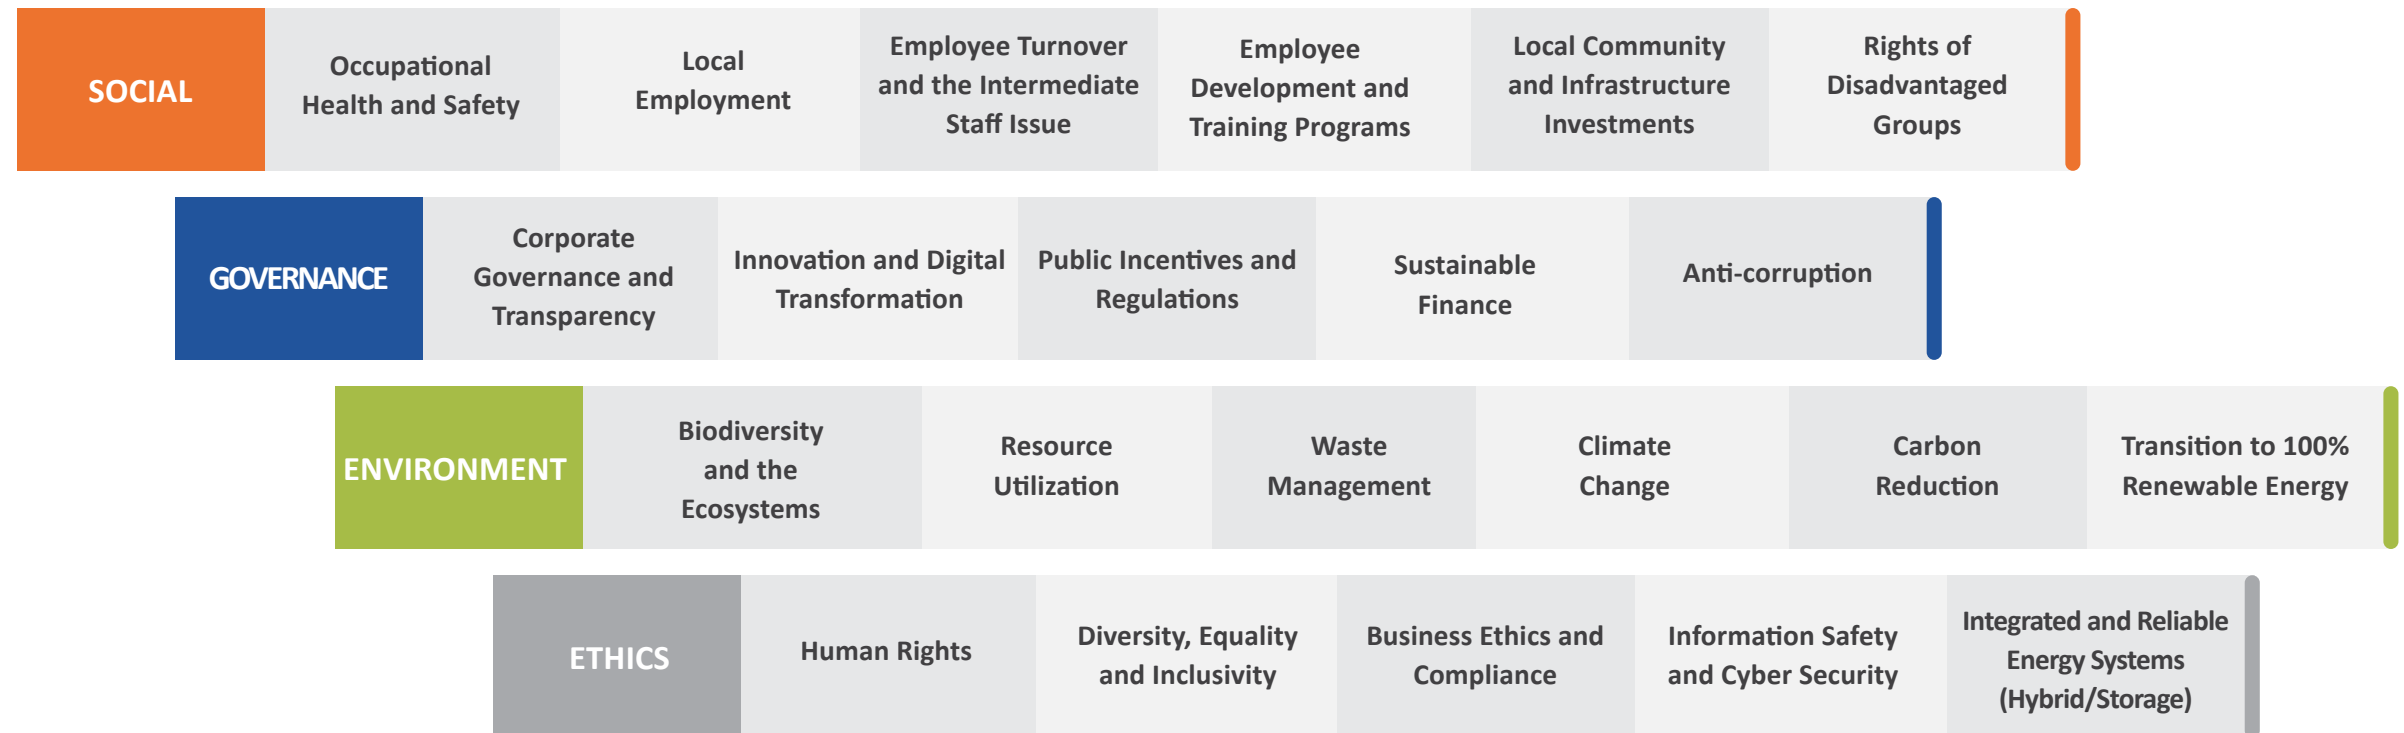 SOCIAL
Occupational
Health and Safety
Local
Employment
Employee Turnover
and the Intermediate
Staff Issue
Employee
Development and
Training Programs
Local Community
and Infrastructure
Investments
Rights of
Disadvantaged
Groups
GOVERNANCE
Corporate
Governance and
Transparency
Innovation and Digital
Transformation
Public Incentives and
Regulations
Sustainable
Finance
Anti-corruption
ENVIRONMENT
Biodiversity
and the
Ecosystems
Resource
Utilization
Waste
Management
Climate
Change
Carbon
Reduction
Transition to 100%
Renewable Energy
ETHICS
Human Rights
Diversity, Equality
and Inclusivity
Business Ethics and
Compliance
Information Safety
and Cyber Security
Integrated and Reliable
Energy Systems
(Hybrid/Storage)